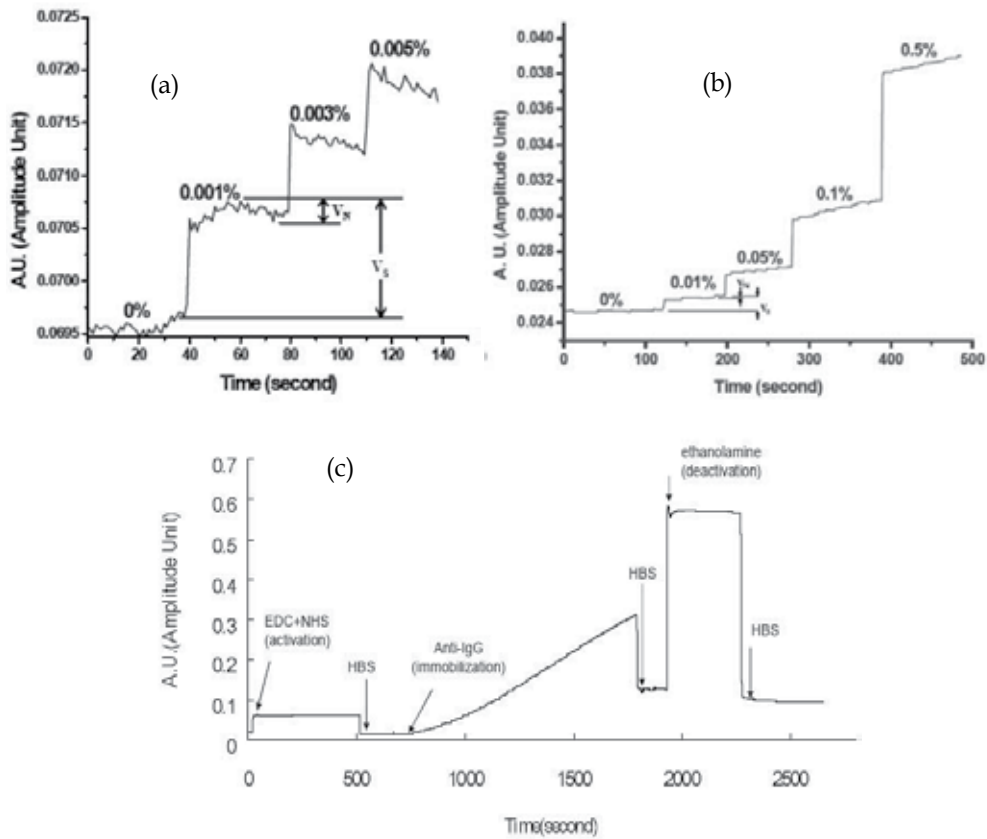 (a)
A.U. (Amplitude Unit)
0.0725
0.0720
0.0715
0.0710
0.0705
0.0700
0.0695
0%
0.001%
0.003%
0.005%
V_N
V_S
0 20 40 60 80 100 120 140
Time (second)
(b)
A. U. (Amplitude Unit)
0.040
0.038
0.036
0.034
0.032
0.030
0.028
0.026
0.024
0%
0.01%
0.05%
0.1%
0.5%
0 100 200 300 400 500
Time (second)
(c)
A.U.(Amplitude Unit)
0.7
0.6
0.5
0.4
0.3
0.2
0.1
0
EDC+NHS
(activation)
HBS
Anti-IgG
(immobilization)
HBS
ethanolamine
(deactivation)
HBS
0 500 1000 1500 2000 2500
Time(second)